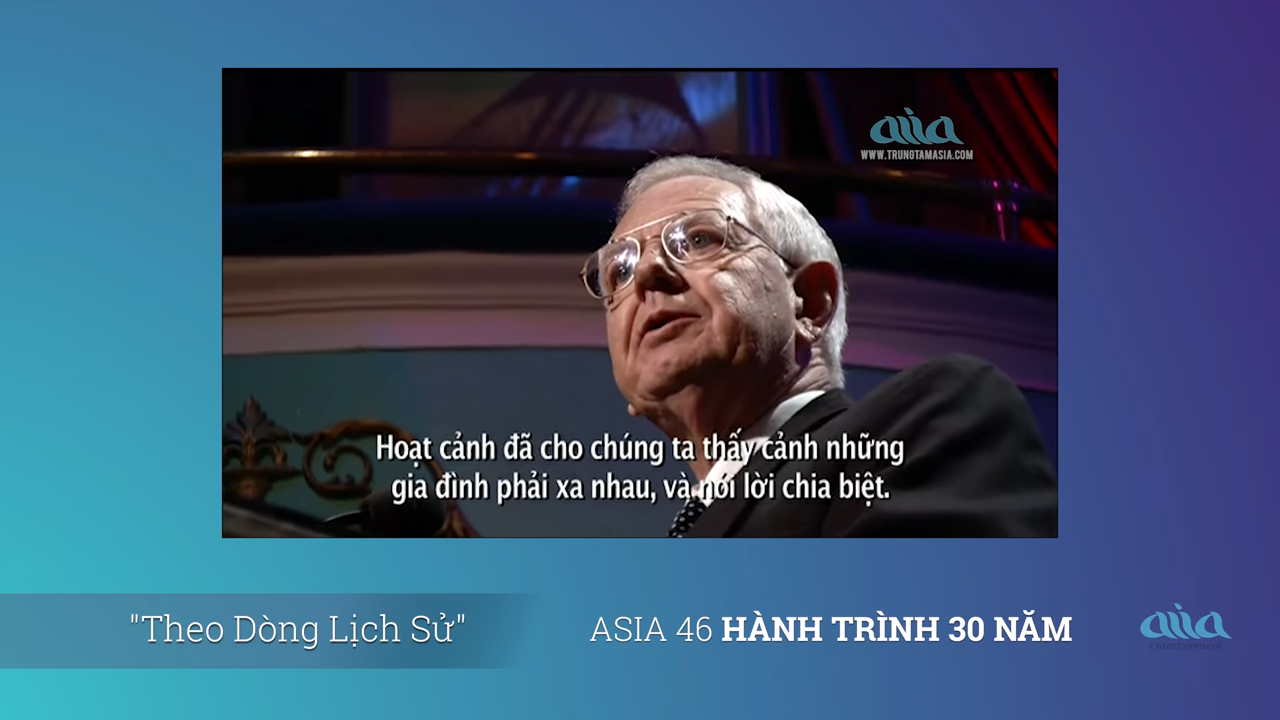 asia
WWW.TRUNGTAMASIA.COM
Hoạt cảnh đã cho chúng ta thấy cảnh những
gia đình phải xa nhau, và nói lời chia biệt.
"Theo Dòng Lịch Sử"
ASIA 46 HÀNH TRÌNH 30 NĂM
asia
Entertainment